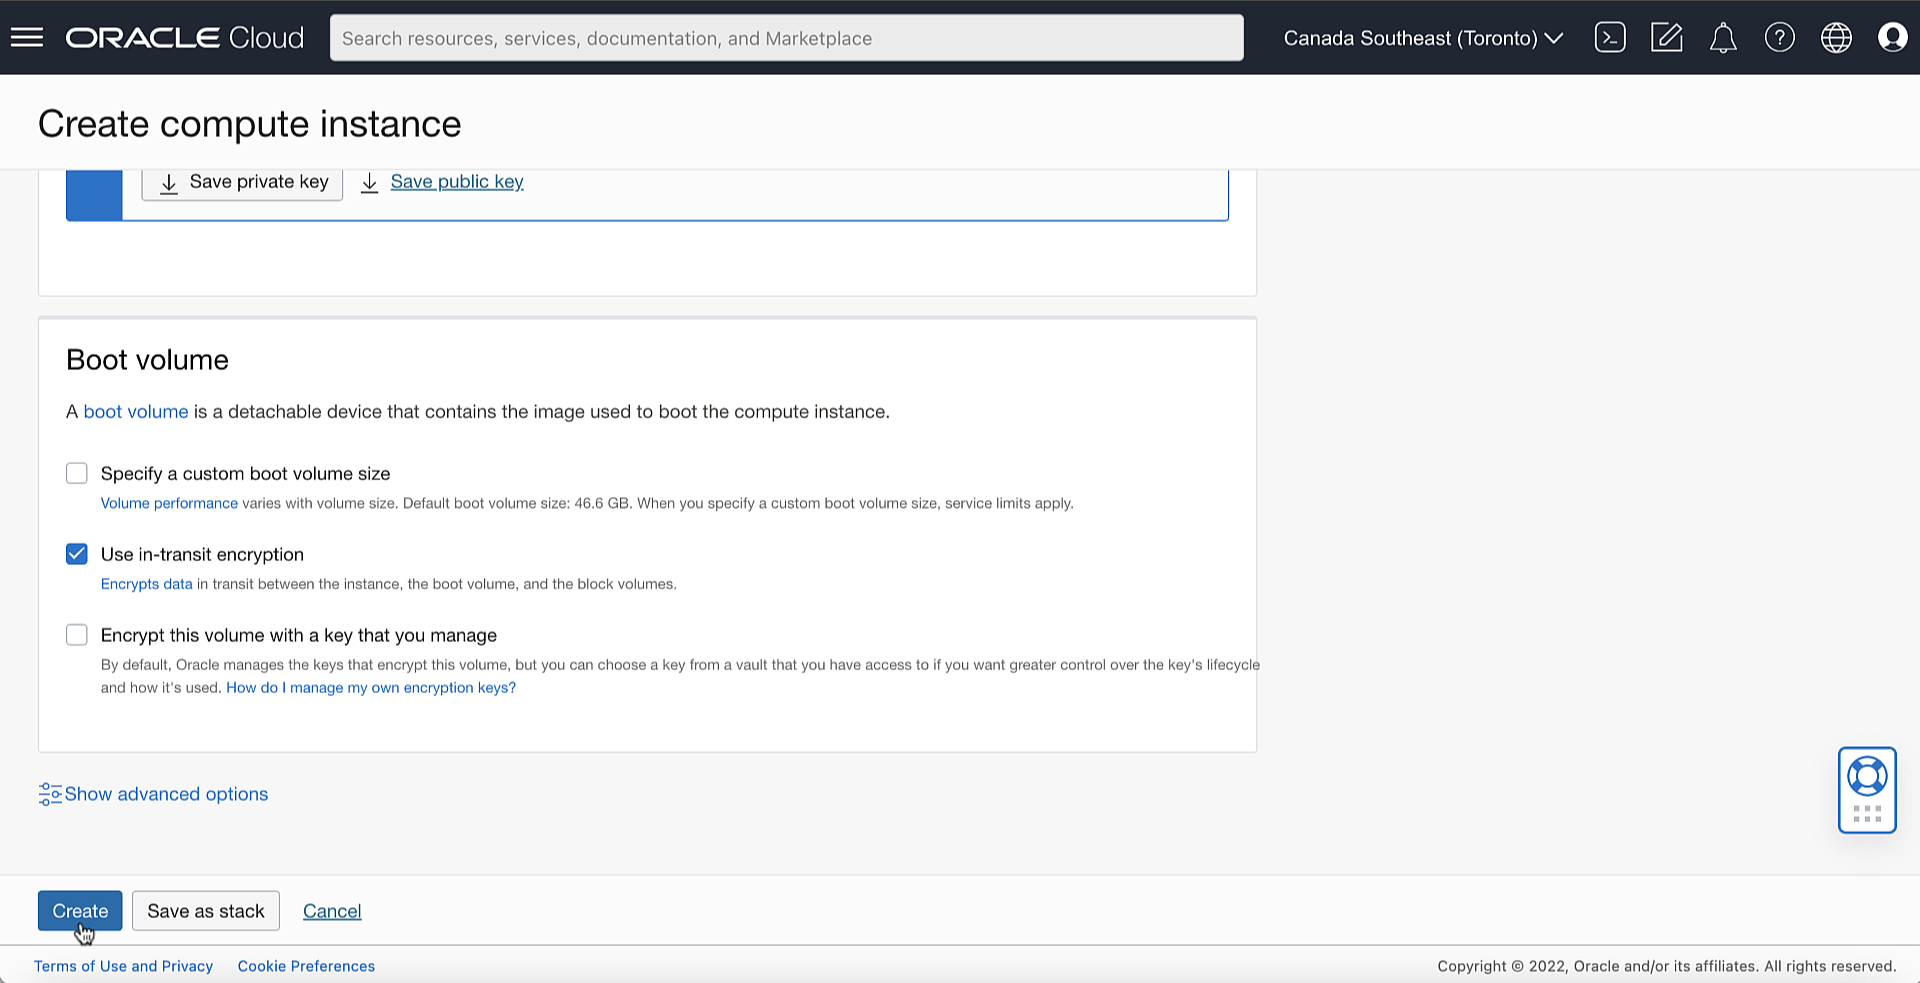 ORACLE Cloud
Search resources, services, documentation, and Marketplace
Canada Southeast (Toronto)
Create compute instance
Save private key
Save public key
Boot volume
A boot volume is a detachable device that contains the image used to boot the compute instance.
Specify a custom boot volume size
Volume performance varies with volume size. Default boot volume size: 46.6 GB. When you specify a custom boot volume size, service limits apply.
Use in-transit encryption
Encrypts data in transit between the instance, the boot volume, and the block volumes.
Encrypt this volume with a key that you manage
By default, Oracle manages the keys that encrypt this volume, but you can choose a key from a vault that you have access to if you want greater control over the key's lifecycle
and how it's used. How do I manage my own encryption keys?
Show advanced options
Create
Save as stack
Cancel
Terms of Use and Privacy
Cookie Preferences
Copyright © 2022, Oracle and/or its affiliates. All rights reserved.